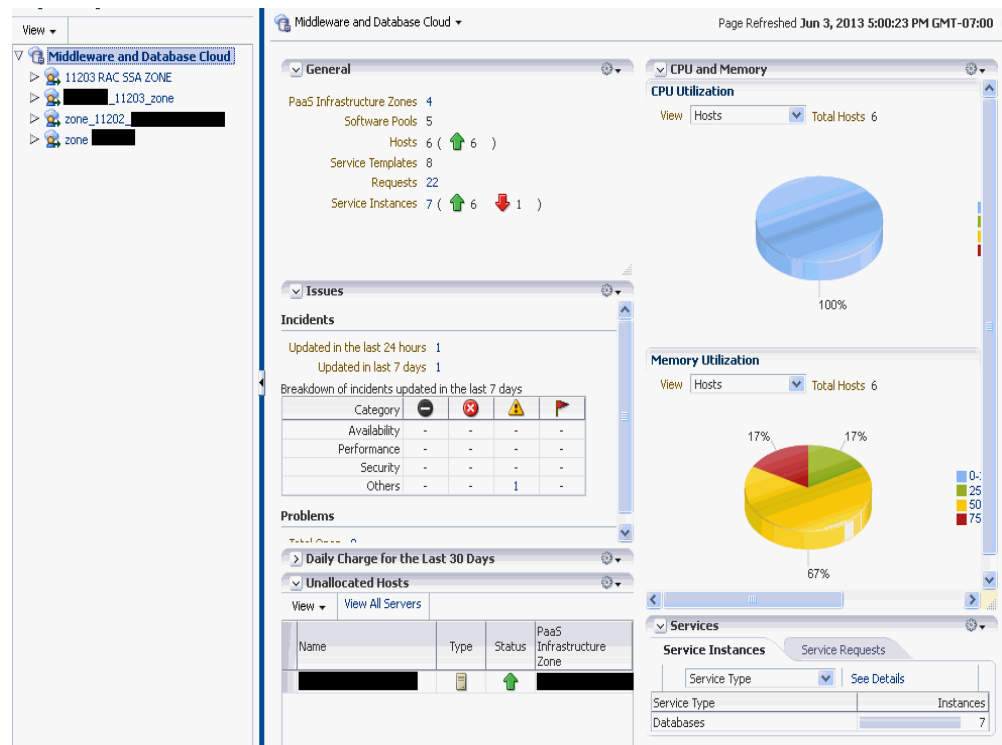 View
Middleware and Database Cloud
11203 RAC SSA ZONE
_11203_zone
zone_11202_
zone
Middleware and Database Cloud
Page Refreshed Jun 3, 2013 5:00:23 PM GMT-07:00
General
PaaS Infrastructure Zones 4
Software Pools 5
Hosts 6 ( 6 )
Service Templates 8
Requests 22
Service Instances 7 ( 6 1 )
Issues
Incidents
Updated in the last 24 hours 1
Updated in last 7 days 1
Breakdown of incidents updated in the last 7 days
Category
Availability - - - -
Performance - - - -
Security - - - -
Others - - 1 -
Problems
Daily Charge for the Last 30 Days
Unallocated Hosts
View View All Servers
Name Type Status PaaS
Infrastructure
Zone
CPU and Memory
CPU Utilization
View Hosts Total Hosts 6
100%
Memory Utilization
View Hosts Total Hosts 6
17% 17%
0-
25
50
75
67%
Services
Service Instances Service Requests
Service Type See Details
Service Type Instances
Databases 7